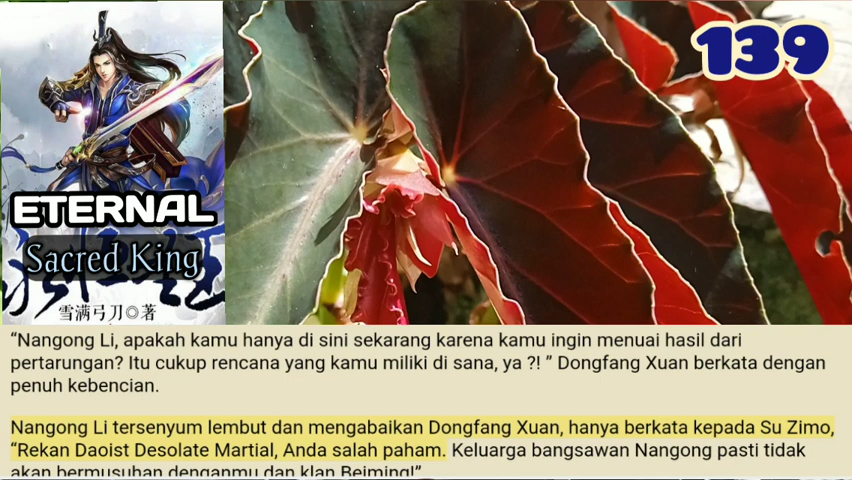 139
ETERNAL
Sacred King
雪满弓刀◎著
“Nangong Li, apakah kamu hanya di sini sekarang karena kamu ingin menuai hasil dari
pertarungan? Itu cukup rencana yang kamu miliki di sana, ya ?! ” Dongfang Xuan berkata dengan
penuh kebencian.
Nangong Li tersenyum lembut dan mengabaikan Dongfang Xuan, hanya berkata kepada Su Zimo,
“Rekan Daoist Desolate Martial, Anda salah paham. Keluarga bangsawan Nangong pasti tidak
akan bermusuhan denganmu dan klan Beiming!”